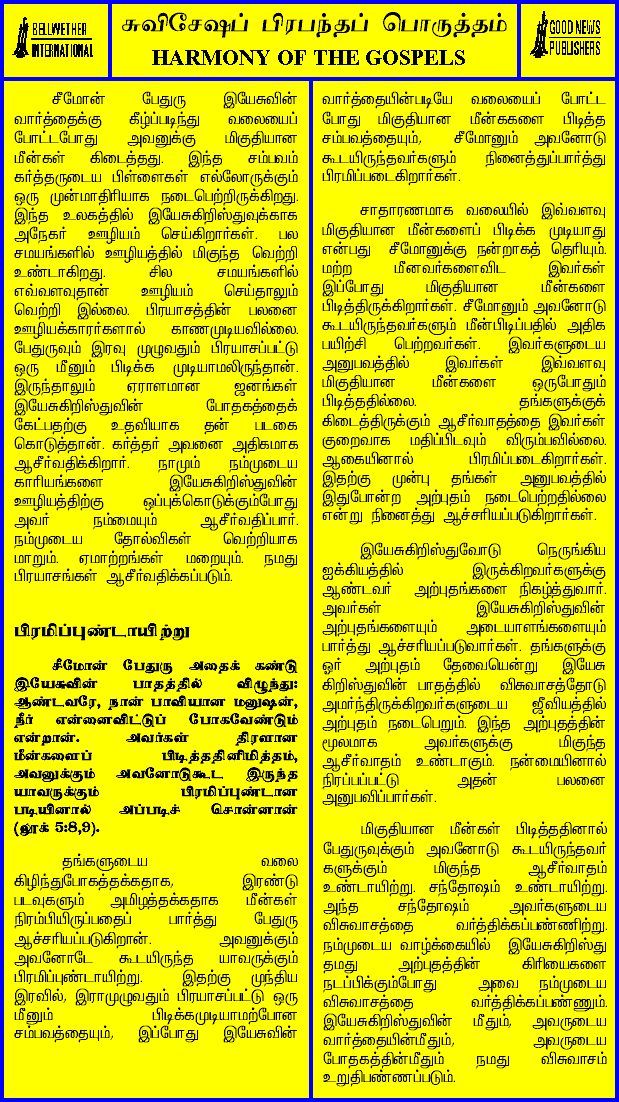 BELLWETHER
INTERNATIONAL
சுவிசேஷப் பிரபந்தப் பொருத்தம்
HARMONY OF THE GOSPELS
GOOD NEWS
PUBLISHERS
சீமோன் பேதுரு இயேசுவின்
வார்த்தைக்கு கீழ்ப்படிந்து வலையைப்
போட்டபோது அவனுக்கு மிகுதியான
மீன்கள் கிடைத்தது. இந்த சம்பவம்
கர்த்தருடைய பிள்ளைகள் எல்லோருக்கும்
ஒரு முன்மாதிரியாக நடைபெற்றிருக்கிறது.
இந்த உலகத்தில் இயேசுகிறிஸ்துவுக்காக
அநேகர் ஊழியம் செய்கிறார்கள். பல
சமயங்களில் ஊழியத்தில் மிகுந்த வெற்றி
உண்டாகிறது. சில சமயங்களில்
எவ்வளவுதான் ஊழியம் செய்தாலும்
வெற்றி இல்லை. பிரயாசத்தின் பலனை
ஊழியக்காரர்களால் காணமுடியவில்லை.
பேதுருவும் இரவு முழுவதும் பிரயாசப்பட்டு
ஒரு மீனும் பிடிக்க முடியாமலிருந்தான்.
இருந்தாலும் ஏராளமான ஜனங்கள்
இயேசுகிறிஸ்துவின் போதகத்தைக்
கேட்பதற்கு உதவியாக தன் படகை
கொடுத்தான். கர்த்தர் அவனை அதிகமாக
ஆசீர்வதிக்கிறார். நாமும் நம்முடைய
காரியங்களை இயேசுகிறிஸ்துவின்
ஊழியத்திற்கு ஒப்புக்கொடுக்கும்போது
அவர் நம்மையும் ஆசீர்வதிப்பார்.
நம்முடைய தோல்விகள் வெற்றியாக
மாறும். ஏமாற்றங்கள் மறையும். நமது
பிரயாசங்கள் ஆசீர்வதிக்கப்படும்.
பிரமிப்புண்டாயிற்று
சீமோன் பேதுரு அதைக் கண்டு
இயேசுவின் பாதத்தில் விழுந்து:
ஆண்டவரே, நான் பாவியான மனுஷன்,
நீர் என்னைவிட்டுப் போகவேண்டும்
என்றான். அவர்கள் திரளான
மீன்களைப் பிடித்ததினிமித்தம்,
அவனுக்கும் அவனோடுகூட இருந்த
யாவருக்கும் பிரமிப்புண்டான
படியினால் அப்படிச் சொன்னான்
(லூக் 5:8,9).
தங்களுடைய வலை
கிழிந்துபோகத்தக்கதாக, இரண்டு
படவுகளும் அமிழத்தக்கதாக மீன்கள்
நிரம்பியிருப்பதைப் பார்த்து பேதுரு
ஆச்சரியப்படுகிறான். அவனுக்கும்
அவனோடே கூடயிருந்த யாவருக்கும்
பிரமிப்புண்டாயிற்று. இதற்கு முந்திய
இரவில், இராமுழுவதும் பிரயாசப்பட்டு ஒரு
மீனும் பிடிக்கமுடியாமற்போன
சம்பவத்தையும், இப்போது இயேசுவின்
வார்த்தையின்படியே வலையைப் போட்ட
போது மிகுதியான மீன்ககளை பிடித்த
சம்பவத்தையும், சீமோனும் அவனோடு
கூடயிருந்தவர்களும் நினைத்துப்பார்த்து
பிரமிப்படைகிறார்கள்.
சாதாரணமாக வலையில் இவ்வளவு
மிகுதியான மீன்களைப் பிடிக்க முடியாது
என்பது சீமோனுக்கு நன்றாகத் தெரியும்.
மற்ற மீனவர்களைவிட இவர்கள்
இப்போது மிகுதியான மீன்களை
பிடித்திருக்கிறார்கள். சீமோனும் அவனோடு
கூடயிருந்தவர்களும் மீன்பிடிப்பதில் அதிக
பயிற்சி பெற்றவர்கள். இவர்களுடைய
அனுபவத்தில் இவர்கள் இவ்வளவு
மிகுதியான மீன்களை ஒருபோதும்
பிடித்ததில்லை. தங்களுக்குக்
கிடைத்திருக்கும் ஆசீர்வாதத்தை இவர்கள்
குறைவாக மதிப்பிடவும் விரும்பவில்லை.
ஆகையினால் பிரமிப்படைகிறார்கள்.
இதற்கு முன்பு தங்கள் அனுபவத்தில்
இதுபோன்ற அற்புதம் நடைபெற்றதில்லை
என்று நினைத்து ஆச்சரியப்படுகிறார்கள்.
இயேசுகிறிஸ்துவோடு நெருங்கிய
ஐக்கியத்தில் இருக்கிறவர்களுக்கு
ஆண்டவர் அற்புதங்களை நிகழ்த்துவார்.
அவர்கள் இயேசுகிறிஸ்துவின்
அற்புதங்களையும் அடையாளங்களையும்
பார்த்து ஆச்சரியப்படுவார்கள். தங்களுக்கு
ஓர் அற்புதம் தேவையென்று இயேசு
கிறிஸ்துவின் பாதத்தில் விசுவாசத்தோடு
அமர்ந்திருக்கிறவர்களுடைய ஜீவியத்தில்
அற்புதம் நடைபெறும். இந்த அற்புதத்தின்
மூலமாக அவர்களுக்கு மிகுந்த
ஆசீர்வாதம் உண்டாகும். நன்மையினால்
நிரப்பப்பட்டு அதன் பலனை
அனுபவிப்பார்கள்.
மிகுதியான மீன்கள் பிடித்ததினால்
பேதுருவுக்கும் அவனோடு கூடயிருந்தவர்
களுக்கும் மிகுந்த ஆசீர்வாதம்
உண்டாயிற்று. சந்தோஷம் உண்டாயிற்று.
அந்த சந்தோஷம் அவர்களுடைய
விசுவாசத்தை வர்த்திக்கப்பண்ணிற்று.
நம்முடைய வாழ்க்கையில் இயேசுகிறிஸ்து
தமது அற்புதத்தின் கிரியைகளை
நடப்பிக்கும்போது அவை நம்முடைய
விசுவாசத்தை வர்த்திக்கப்பண்ணும்.
இயேசுகிறிஸ்துவின் மீதும், அவருடைய
வார்த்தையின்மீதும், அவருடைய
போதகத்தின்மீதும் நமது விசுவாசம்
உறுதிபண்ணப்படும்.